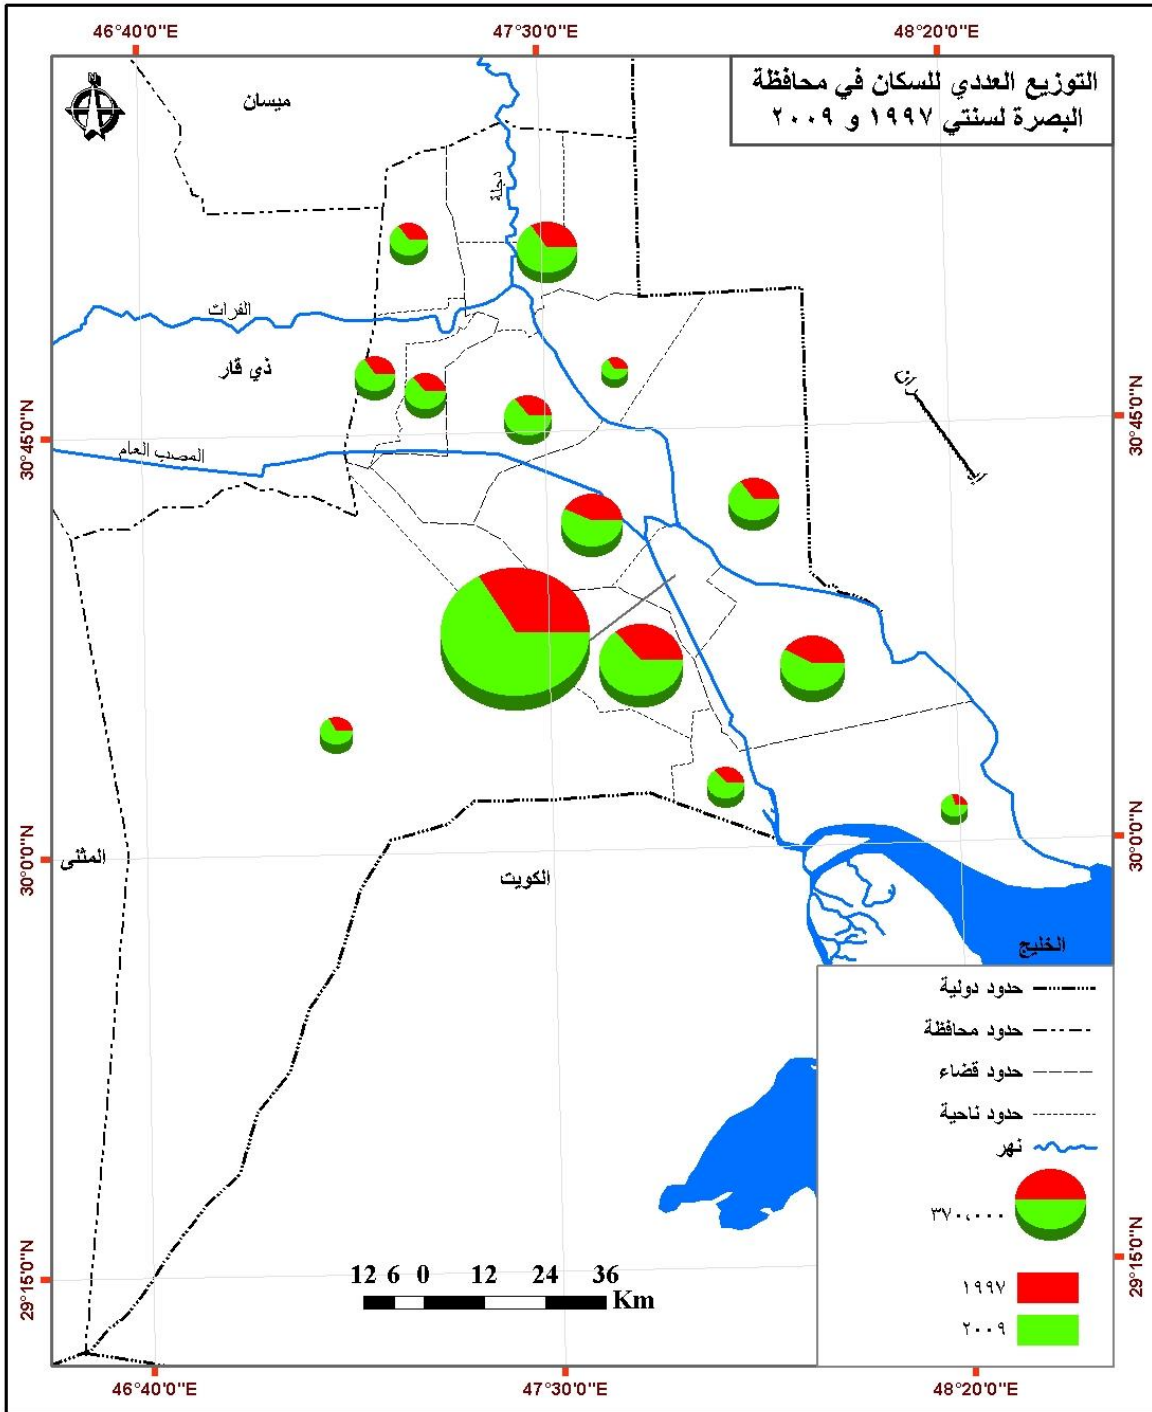 46°40'0"E
47°30'0"E
48°20'0"E
التوزيع العددي للسكان في محافظة
البصرة لسنتي ١٩٩٧ و ٢٠٠٩
N
ميسان
دجلة
الفرات
ذي قار
30°45'0"N
30°45'0"N
المصب العام
30°0'0"N
30°0'0"N
المثنى
الكويت
الخليج
حدود دولية
حدود محافظة
حدود قضاء
حدود ناحية
نهر
٣٧٠،٠٠٠
29°15'0"N
29°15'0"N
12 6 0 12 24 36
Km
١٩٩٧
٢٠٠٩
46°40'0"E
47°30'0"E
48°20'0"E